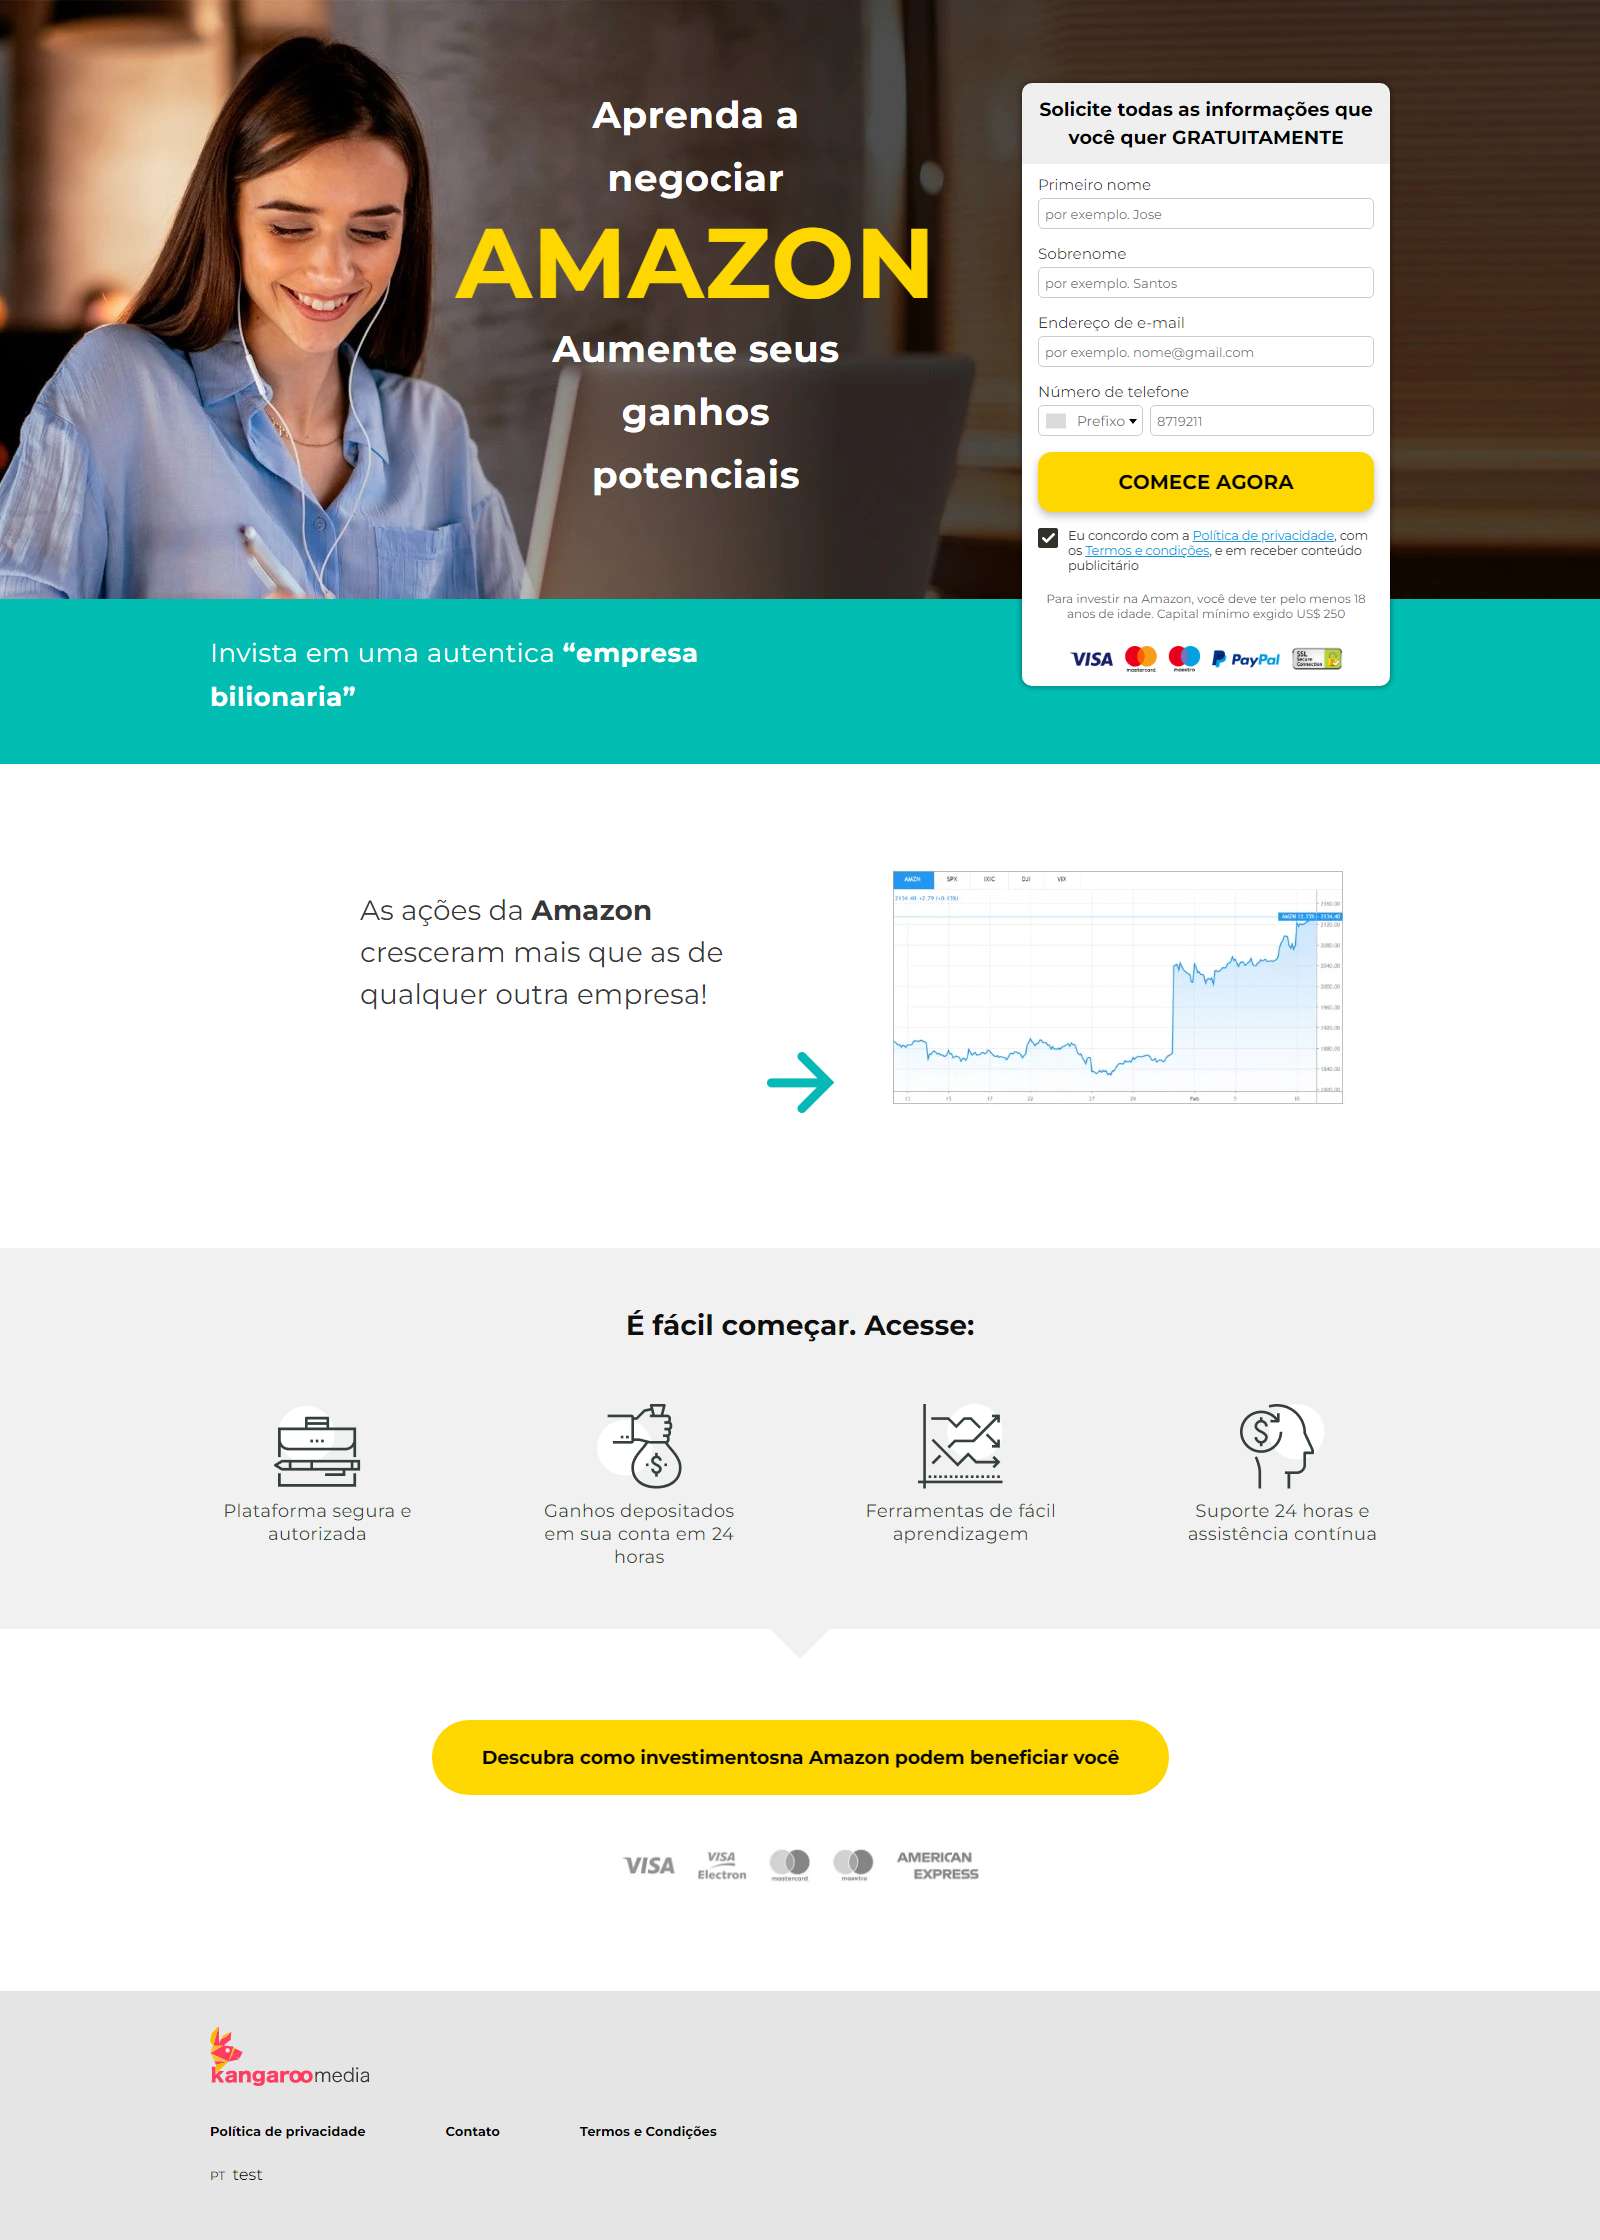 Aprenda a
negociar
AMAZON
Aumente seus
ganhos
potenciais
Solicite todas as informações que
você quer GRATUITAMENTE
Primeiro nome
por exemplo. Jose
Sobrenome
por exemplo. Santos
Endereço de e-mail
por exemplo. nome@gmail.com
Número de telefone
Prefixo 8719211
COMECE AGORA
Eu concordo com a Política de privacidade, com
os Termos e condições, e em receber conteúdo
publicitário
Para investir na Amazon, você deve ter pelo menos 18
anos de idade. Capital mínimo exgido US$ 250
VISA mastercard maestro PayPal SSL Secure Connection
Invista em uma autentica “empresa
bilionaria”
As ações da Amazon
cresceram mais que as de
qualquer outra empresa!
AMZN SPX IXIC DJI VIX
É fácil começar. Acesse:
Plataforma segura e
autorizada
Ganhos depositados
em sua conta em 24
horas
Ferramentas de fácil
aprendizagem
Suporte 24 horas e
assistência contínua
Descubra como investimentosna Amazon podem beneficiar você
VISA VISA Electron mastercard maestro AMERICAN EXPRESS
kangaroomedia
Política de privacidade Contato Termos e Condições
PT test